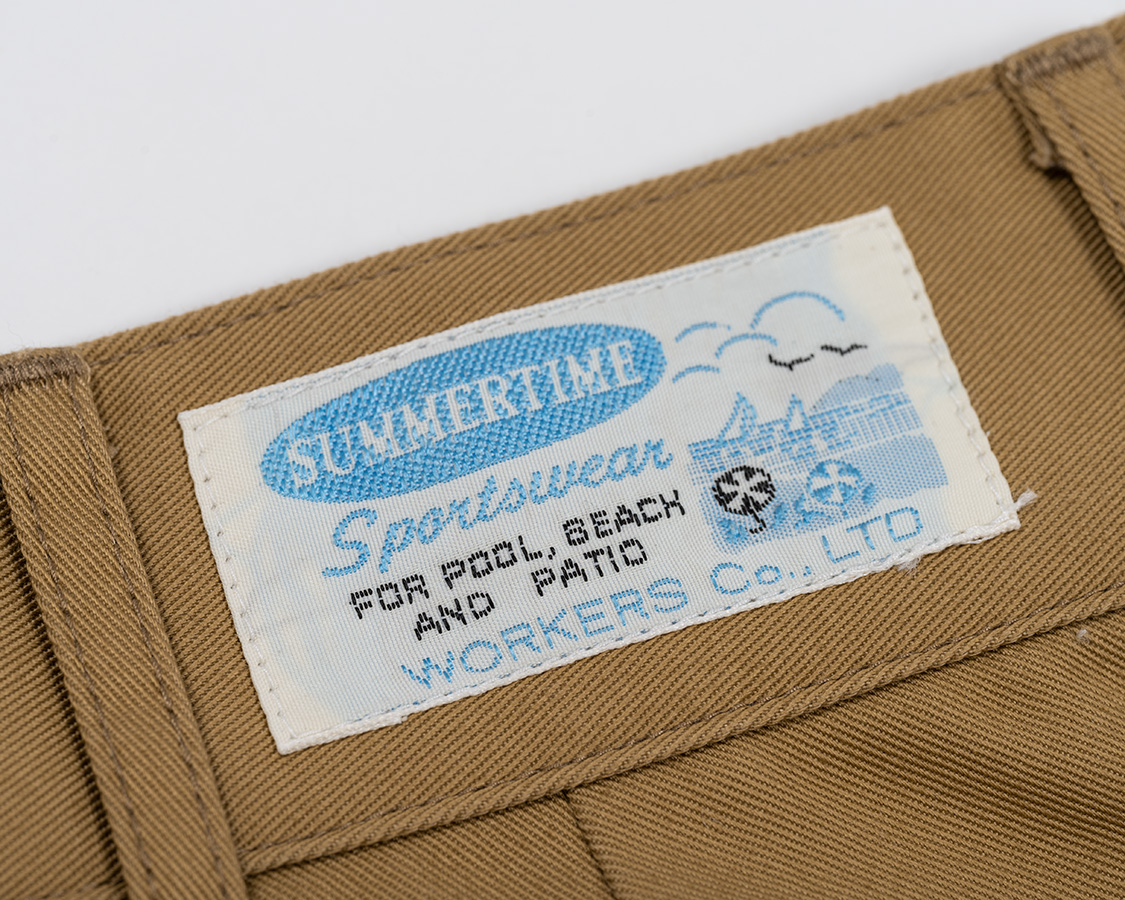 SUMMERTIME
Sportswear
FOR POOL, BEACH
AND PATIO
WORKERS Co., LTD